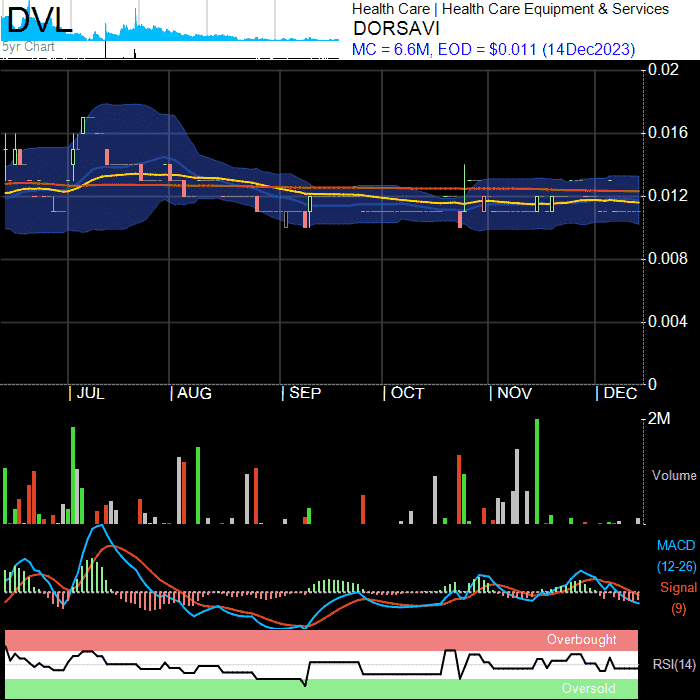 DVL
5yr Chart
Health Care | Health Care Equipment & Services
DORSAVI
MC = 6.6M, EOD = $0.011 (14Dec2023)
0.02
0.016
0.012
0.008
0.004
0
JUL AUG SEP OCT NOV DEC
2M
Volume
MACD
(12-26)
Signal
(9)
Overbought
RSI(14)
Oversold